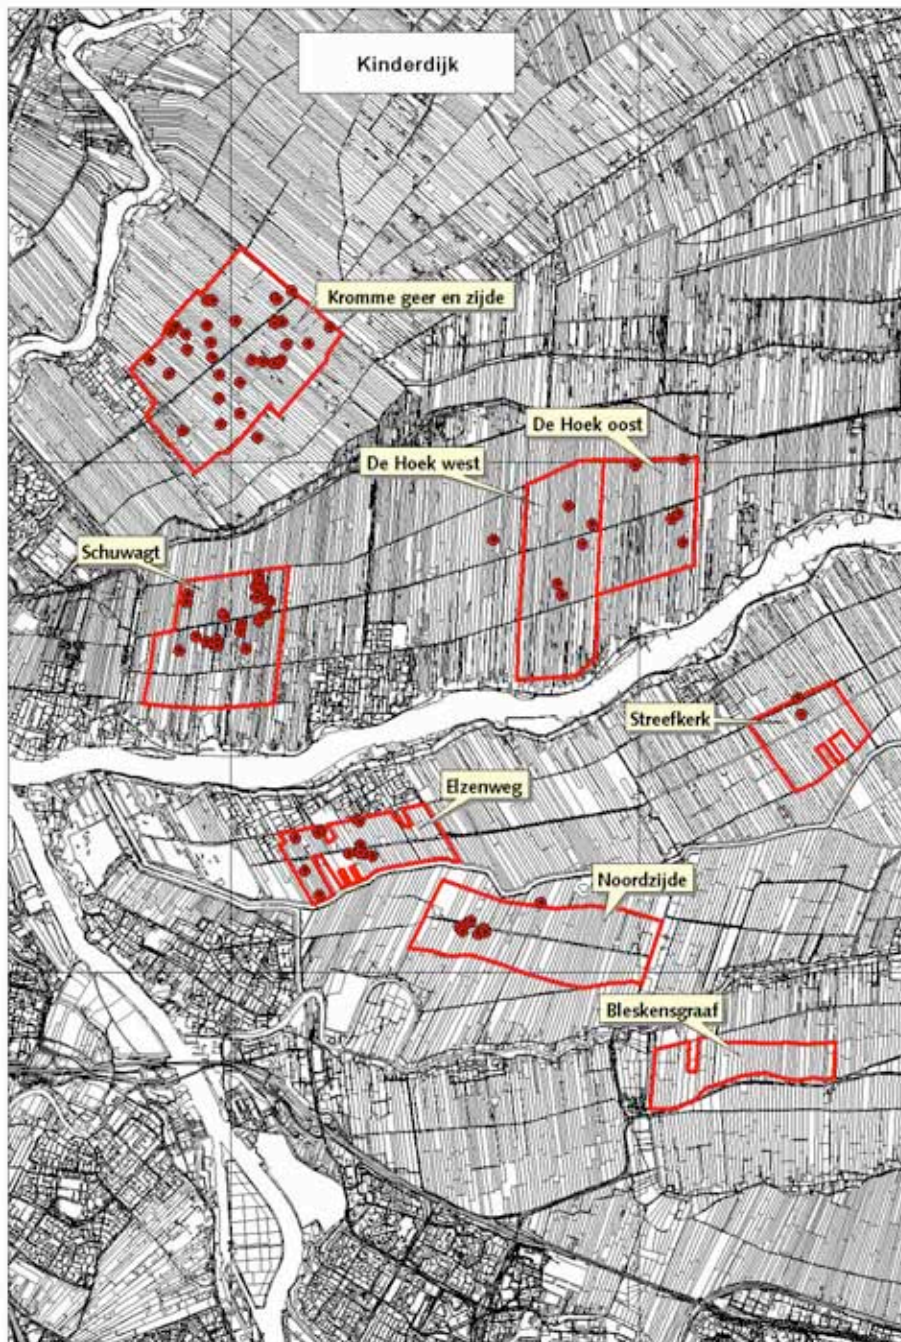 Kinderdijk
Kromme geer en zijde
De Hoek oost
De Hoek west
Schuwagt
Streefkerk
Elzenweg
Noordzijde
Bleskensgraaf